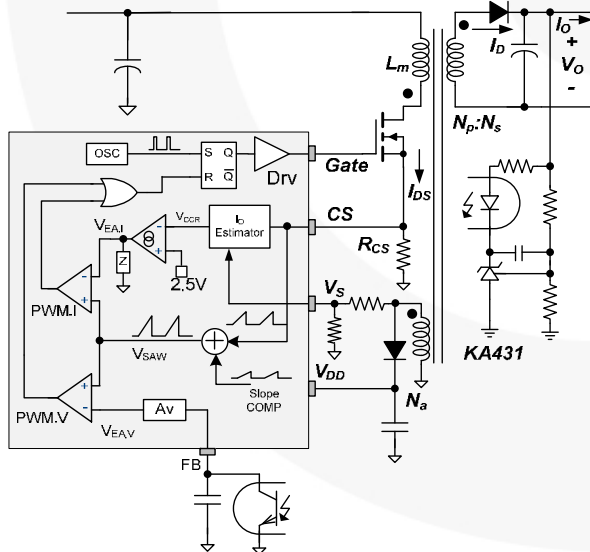 I_O
+
V_O
-
I_D
L_m
N_p:N_s
OSC
S Q
R Q̅
Drv
Gate
I_DS
CS
R_CS
V_EA.I
V_CCR
I_O
Estimator
-
+
Z
2.5V
-
+
PWM.I
V_S
KA431
V_SAW
+
Slope
COMP
V_DD
N_a
+
-
PWM.V
V_EA.V
Av
FB